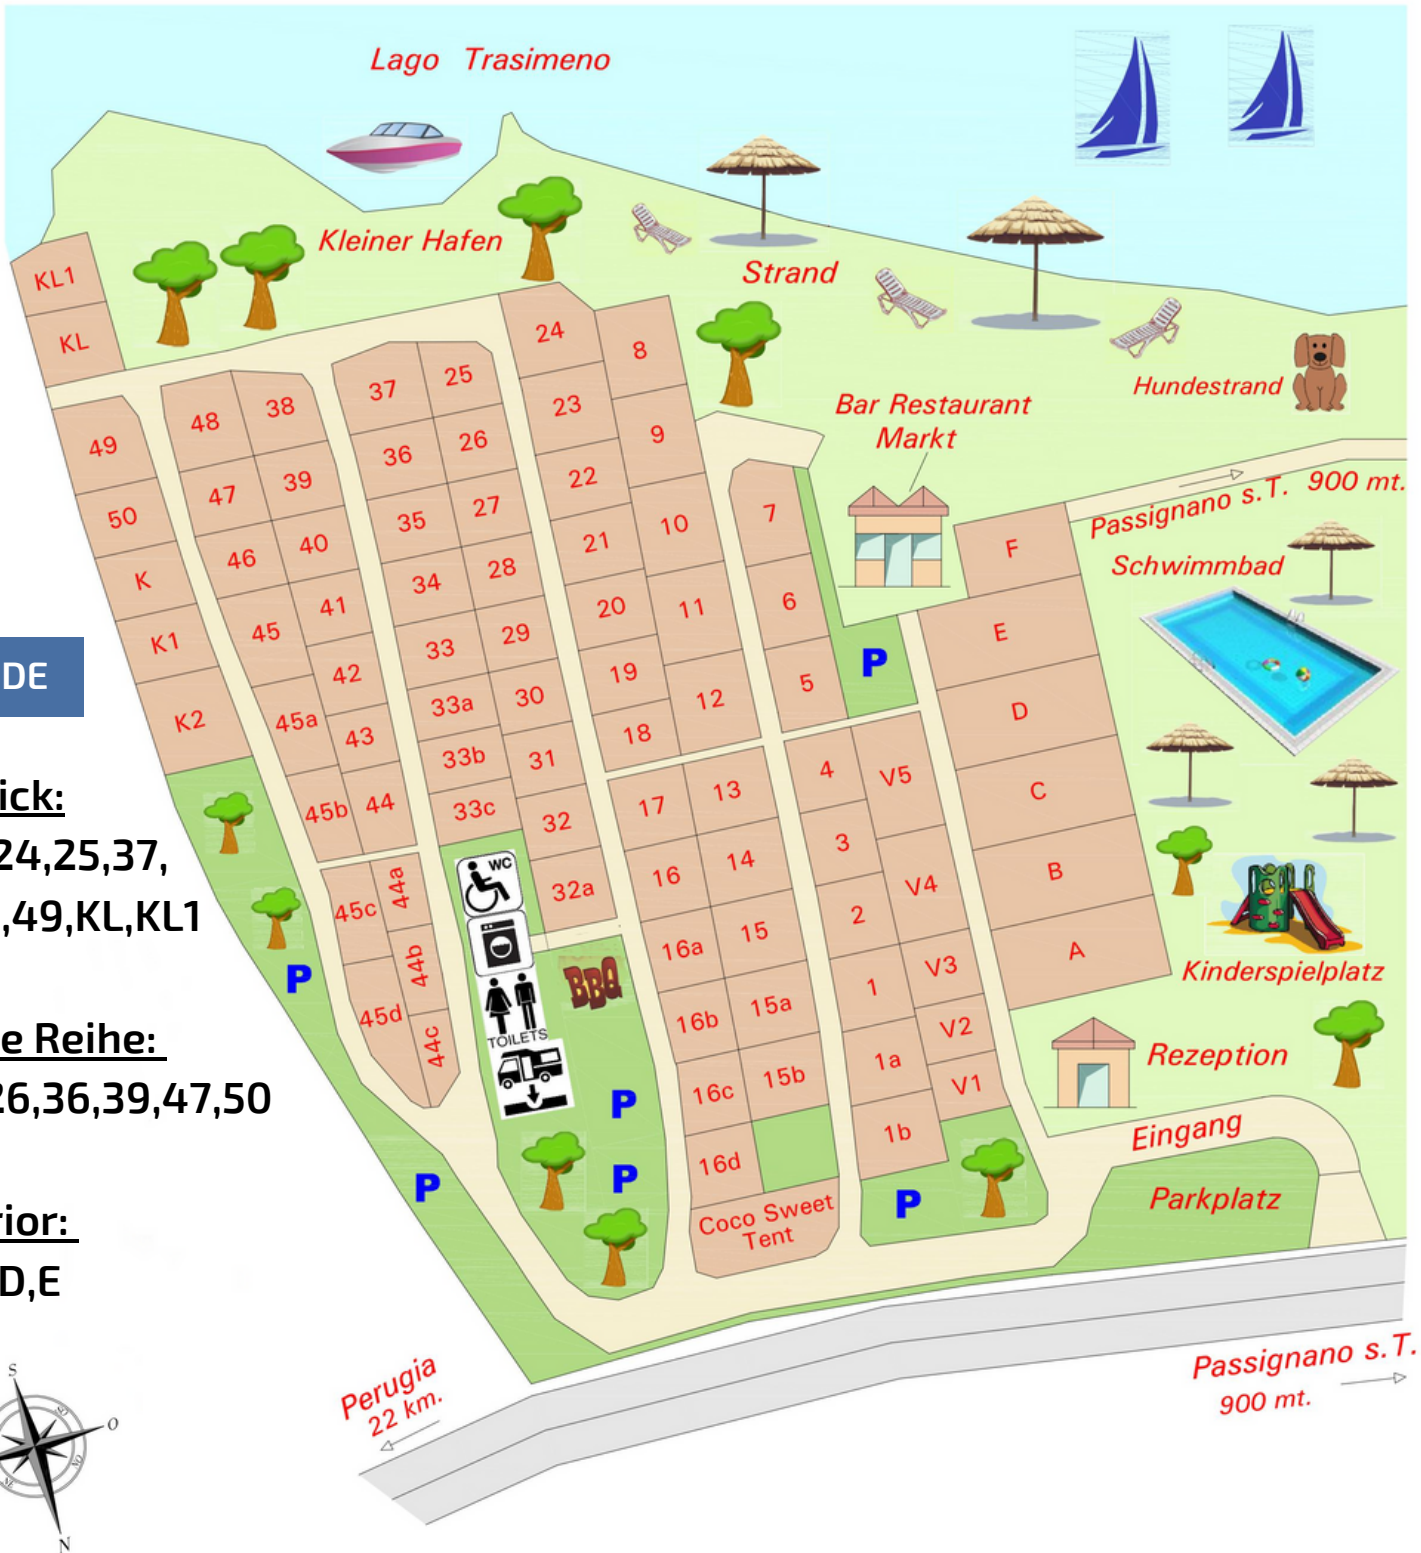 Lago Trasimeno
Kleiner Hafen
Strand
Hundestrand
Bar Restaurant
Markt
Passignano s.T. 900 mt.
Schwimmbad
Kinderspielplatz
Rezeption
Eingang
Parkplatz
KL1
KL
49
50
K
K1
K2
48
38
47
39
46
40
45
41
42
45a
43
45b
44
45c
44a
44b
45d
44c
37
25
36
26
35
27
34
28
33
29
33a
30
33b
31
33c
32
32a
24
8
23
9
22
10
21
20
11
19
12
18
7
6
5
P
17
13
16
14
16a
15
16b
15a
16c
15b
16d
Coco Sweet
Tent
4
V5
3
V4
2
V3
1
V2
1a
V1
1b
P
F
E
D
C
B
A
WC
TOILETS
BBQ
P
P
P
P
DE
ick:
24,25,37,
,49,KL,KL1
e Reihe:
26,36,39,47,50
rior:
D,E
S
SO
O
NO
N
Perugia
22 km.
Passignano s.T.
900 mt.